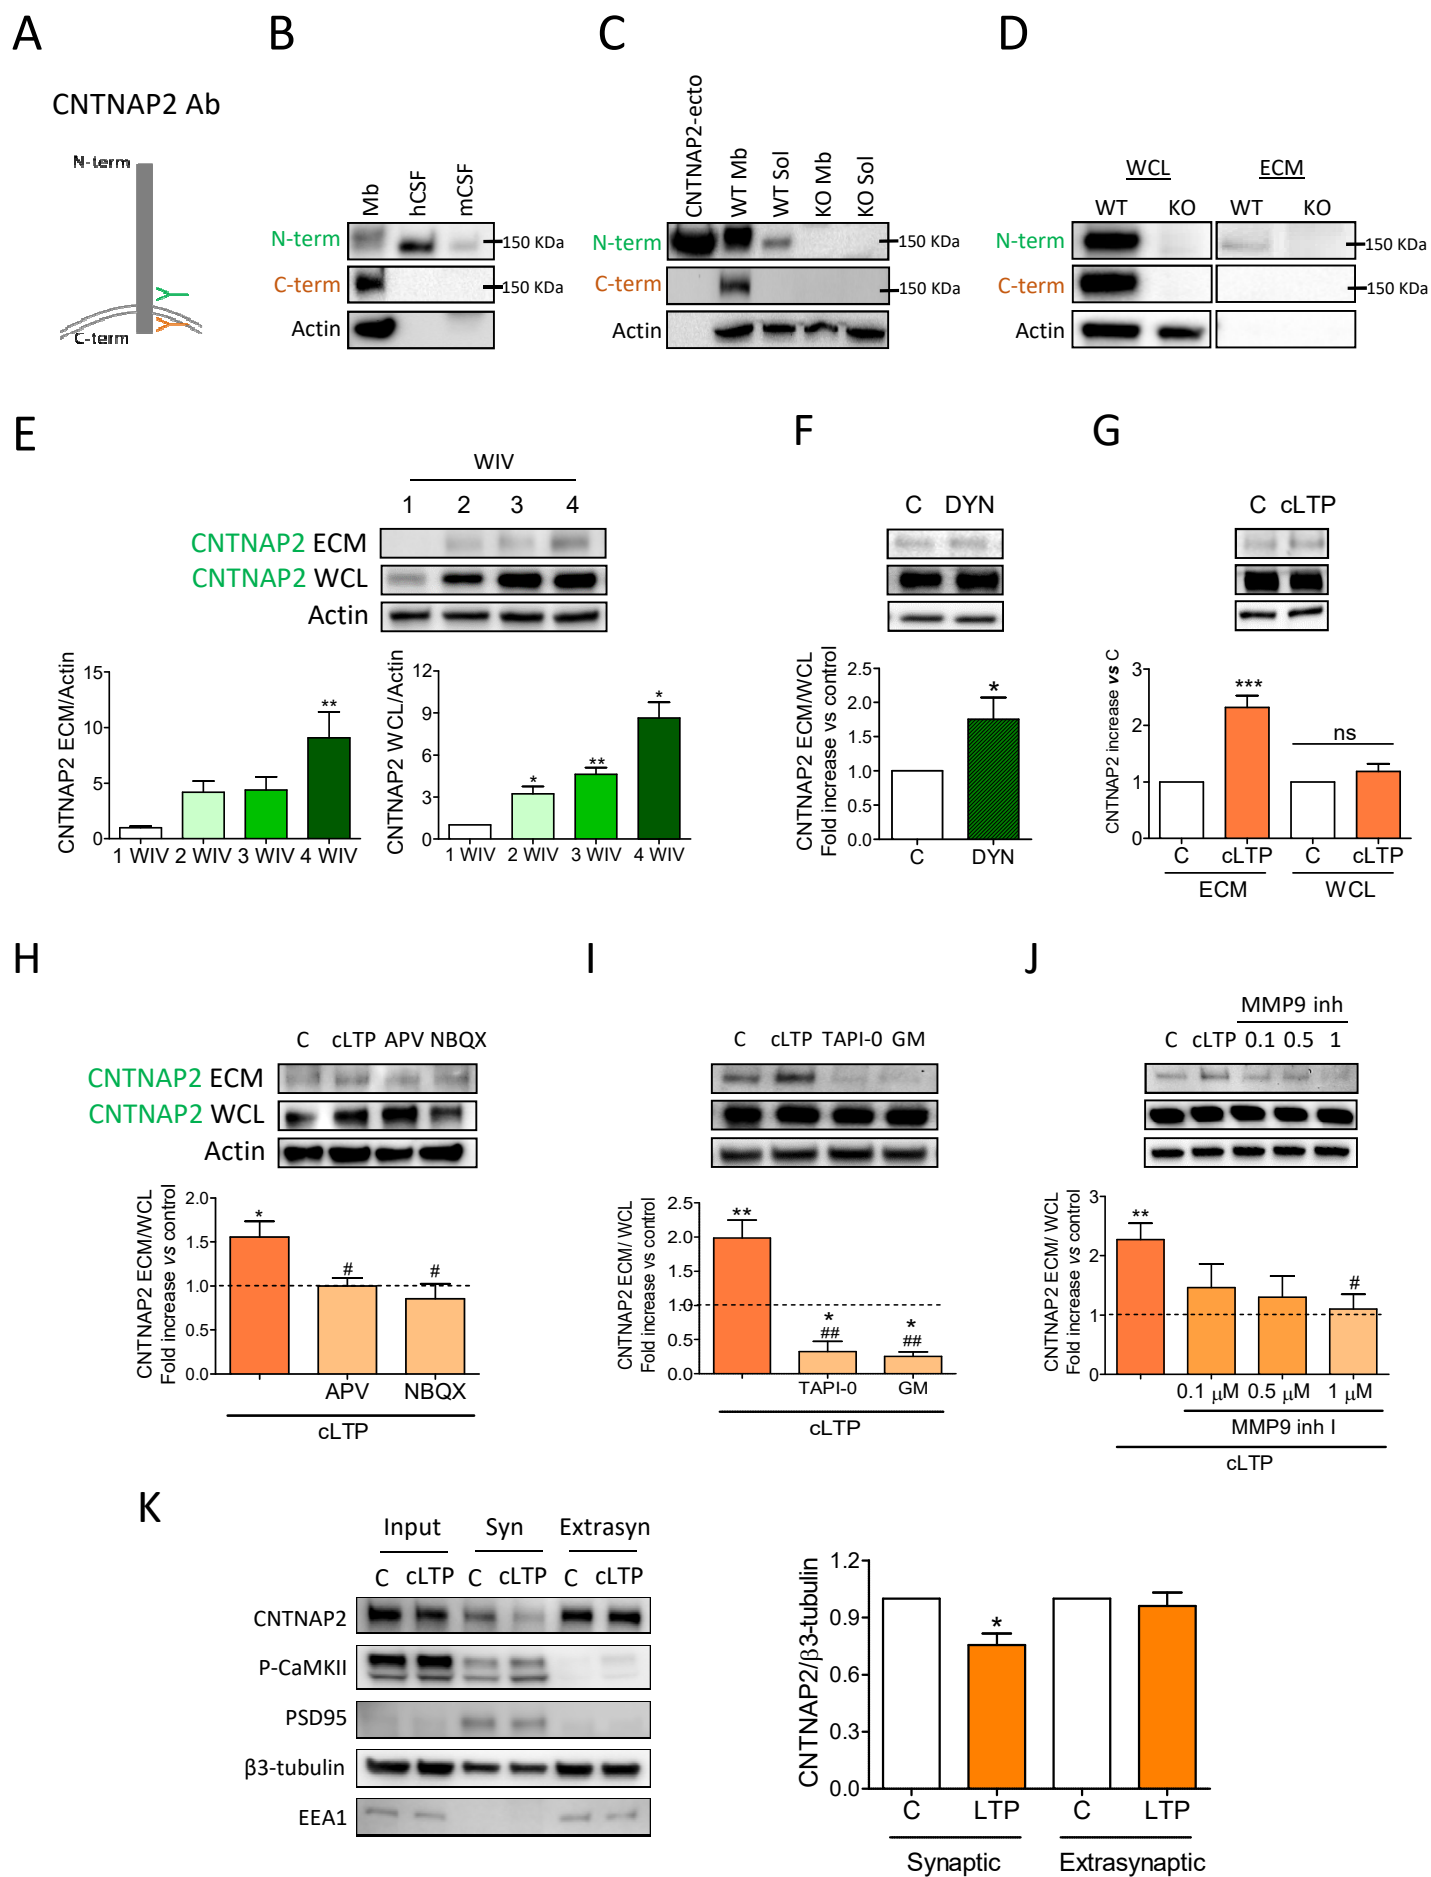 A
B
C
D
CNTNAP2 Ab
N-term
C-term
Mb
hCSF
mCSF
N-term
C-term
Actin
150 KDa
150 KDa
CNTNAP2-ecto
WT Mb
WT Sol
KO Mb
KO Sol
N-term
C-term
Actin
150 KDa
150 KDa
WCL ECM
WT KO WT KO
N-term
C-term
Actin
150 KDa
150 KDa
E
F
G
WIV
1 2 3 4
CNTNAP2 ECM
CNTNAP2 WCL
Actin
CNTNAP2 ECM/Actin
15
10
5
0
**
1 WIV 2 WIV 3 WIV 4 WIV
CNTNAP2 WCL/Actin
12
9
6
3
0
* ** *
1 WIV 2 WIV 3 WIV 4 WIV
C DYN
CNTNAP2 ECM/WCL
Fold increase vs control
2.5
2.0
1.5
1.0
0.5
0.0
*
C DYN
C cLTP
CNTNAP2 increase vs C
3
2
1
0
***
ns
C cLTP C cLTP
ECM WCL
H
I
J
C cLTP APV NBQX
CNTNAP2 ECM
CNTNAP2 WCL
Actin
CNTNAP2 ECM/WCL
Fold increase vs control
2.0
1.5
1.0
0.5
0.0
* # #
APV NBQX
cLTP
C cLTP TAPI-0 GM
CNTNAP2 ECM/ WCL
Fold increase vs control
2.5
2.0
1.5
1.0
0.5
0.0
**
* *
## ##
TAPI-0 GM
cLTP
MMP9 inh
C cLTP 0.1 0.5 1
CNTNAP2 ECM/ WCL
Fold increase vs control
3
2
1
0
** #
0.1 µM 0.5 µM 1 µM
MMP9 inh I
cLTP
K
Input Syn Extrasyn
C cLTP C cLTP C cLTP
CNTNAP2
P-CaMKII
PSD95
β3-tubulin
EEA1
CNTNAP2/β3-tubulin
1.2
0.9
0.6
0.3
0.0
*
C LTP C LTP
Synaptic Extrasynaptic